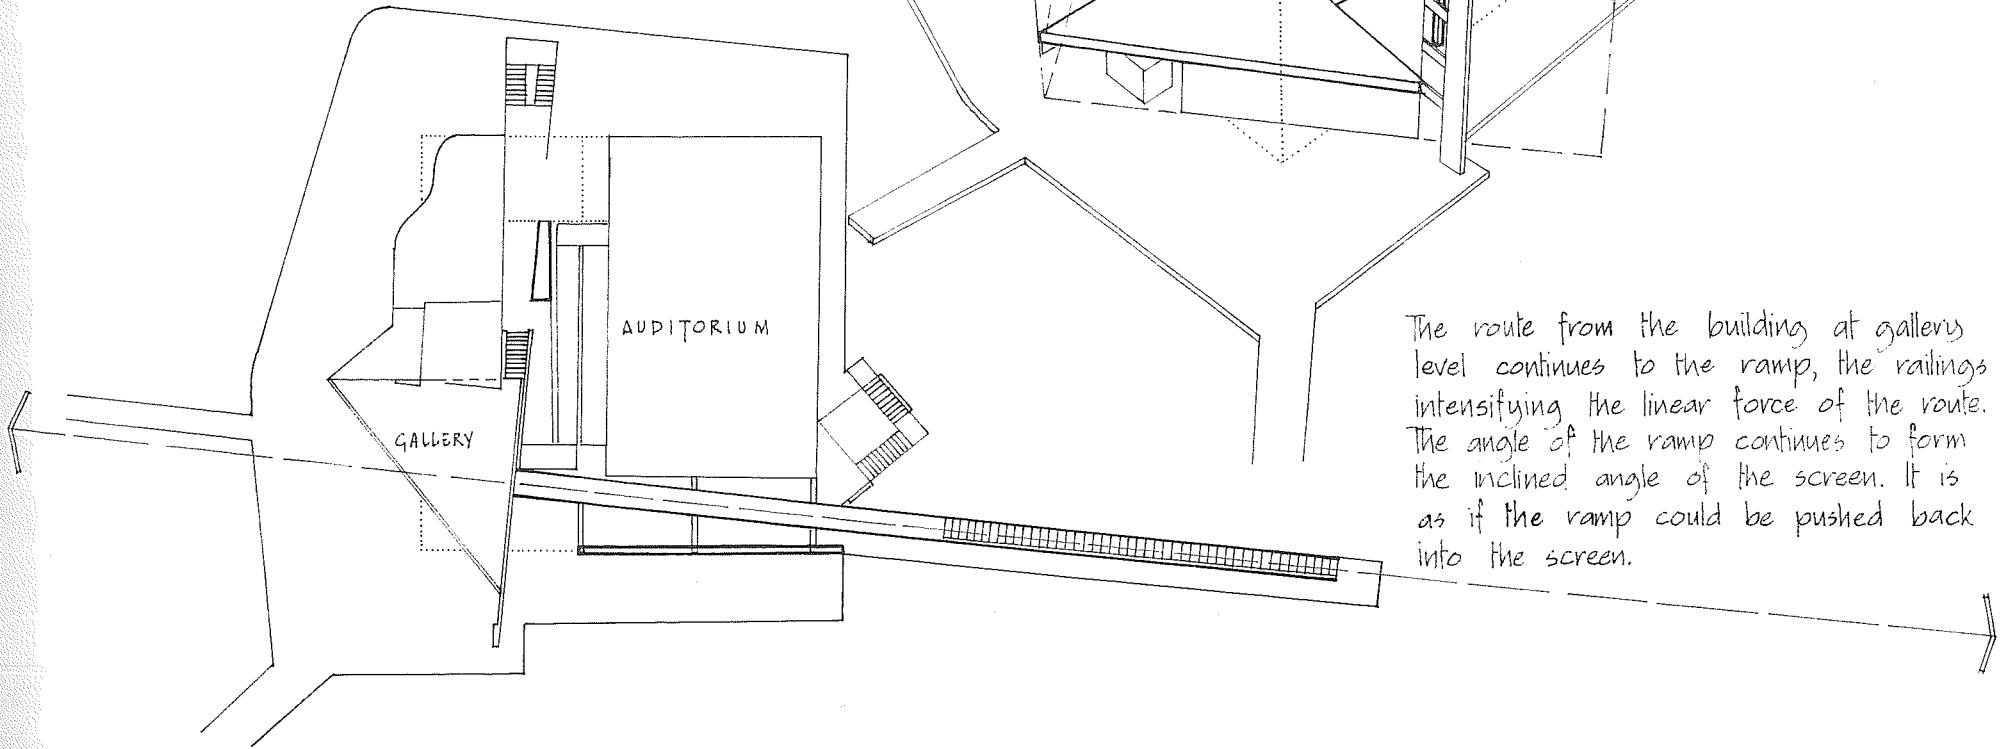 AUDITORIUM
GALLERY
The route from the building at gallery
level continues to the ramp, the railings
intensifying the linear force of the route.
The angle of the ramp continues to form
the inclined angle of the screen. It is
as if the ramp could be pushed back
into the screen.